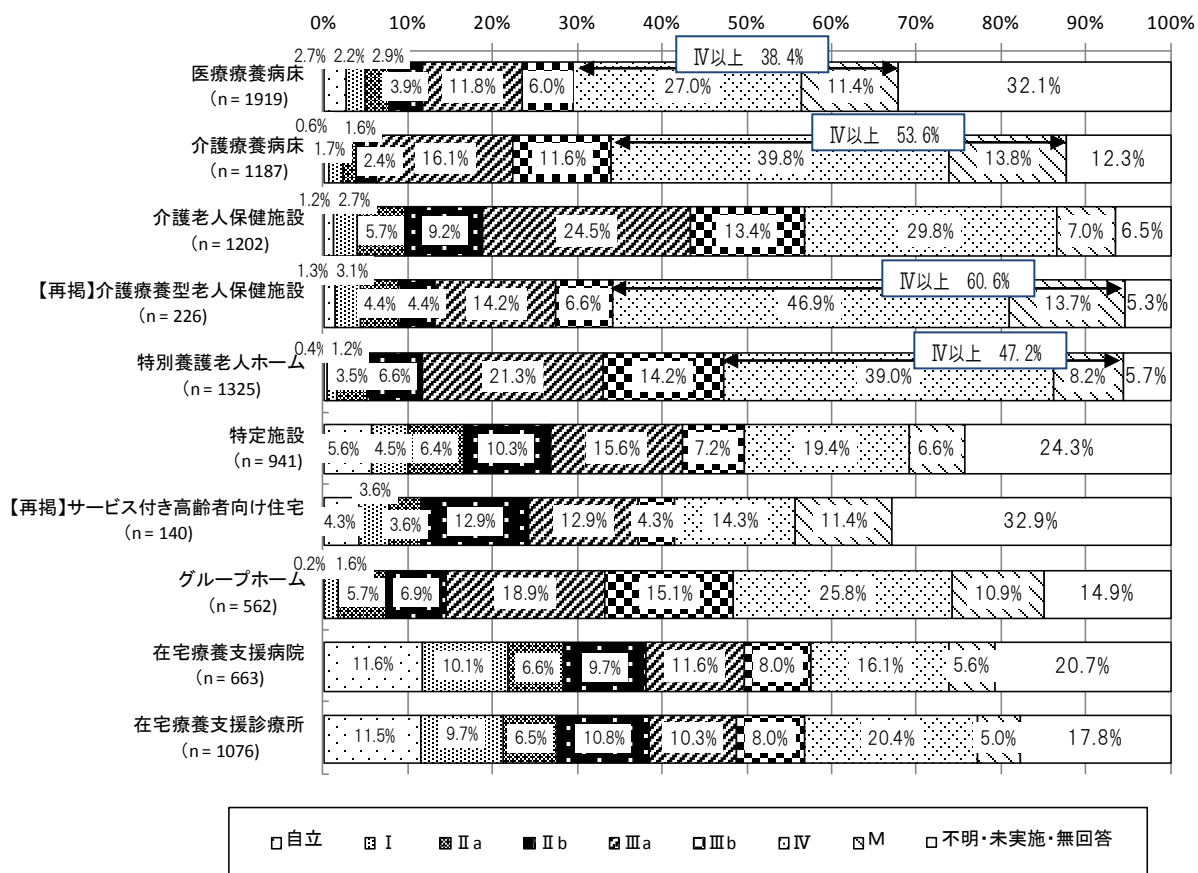 0% 10% 20% 30% 40% 50% 60% 70% 80% 90% 100%
医療療養病床
(n = 1919)
2.7% 2.2% 2.9% 3.9% 11.8% 6.0% 27.0% 11.4% 32.1%
Ⅳ以上 38.4%
介護療養病床
(n = 1187)
0.6% 1.7% 1.6% 2.4% 16.1% 11.6% 39.8% 13.8% 12.3%
Ⅳ以上 53.6%
介護老人保健施設
(n = 1202)
1.2% 2.7% 5.7% 9.2% 24.5% 13.4% 29.8% 7.0% 6.5%
【再掲】介護療養型老人保健施設
(n = 226)
1.3% 3.1% 4.4% 4.4% 14.2% 6.6% 46.9% 13.7% 5.3%
Ⅳ以上 60.6%
特別養護老人ホーム
(n = 1325)
0.4% 1.2% 3.5% 6.6% 21.3% 14.2% 39.0% 8.2% 5.7%
Ⅳ以上 47.2%
特定施設
(n = 941)
5.6% 4.5% 6.4% 10.3% 15.6% 7.2% 19.4% 6.6% 24.3%
【再掲】サービス付き高齢者向け住宅
(n = 140)
4.3% 3.6% 3.6% 12.9% 12.9% 4.3% 14.3% 11.4% 32.9%
グループホーム
(n = 562)
0.2% 1.6% 5.7% 6.9% 18.9% 15.1% 25.8% 10.9% 14.9%
在宅療養支援病院
(n = 663)
11.6% 10.1% 6.6% 9.7% 11.6% 8.0% 16.1% 5.6% 20.7%
在宅療養支援診療所
(n = 1076)
11.5% 9.7% 6.5% 10.8% 10.3% 8.0% 20.4% 5.0% 17.8%
自立 Ⅰ Ⅱa Ⅱb Ⅲa Ⅲb Ⅳ M 不明・未実施・無回答